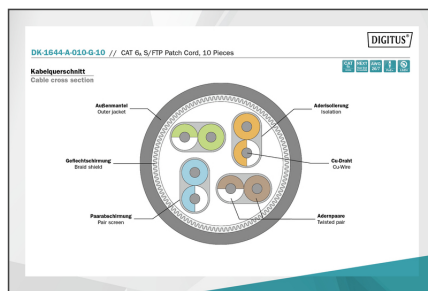 DIGITUS®
DK-1644-A-010-G-10 // CAT 6A S/FTP Patch Cord, 10 Pieces
Kabelquerschnitt
Cable cross section
Außenmantel
Outer jacket
Aderisolierung
Isolation
Geflechtschirmung
Braid shield
Cu-Draht
Cu-Wire
Paarabschirmung
Pair screen
Adernpaare
Twisted pair